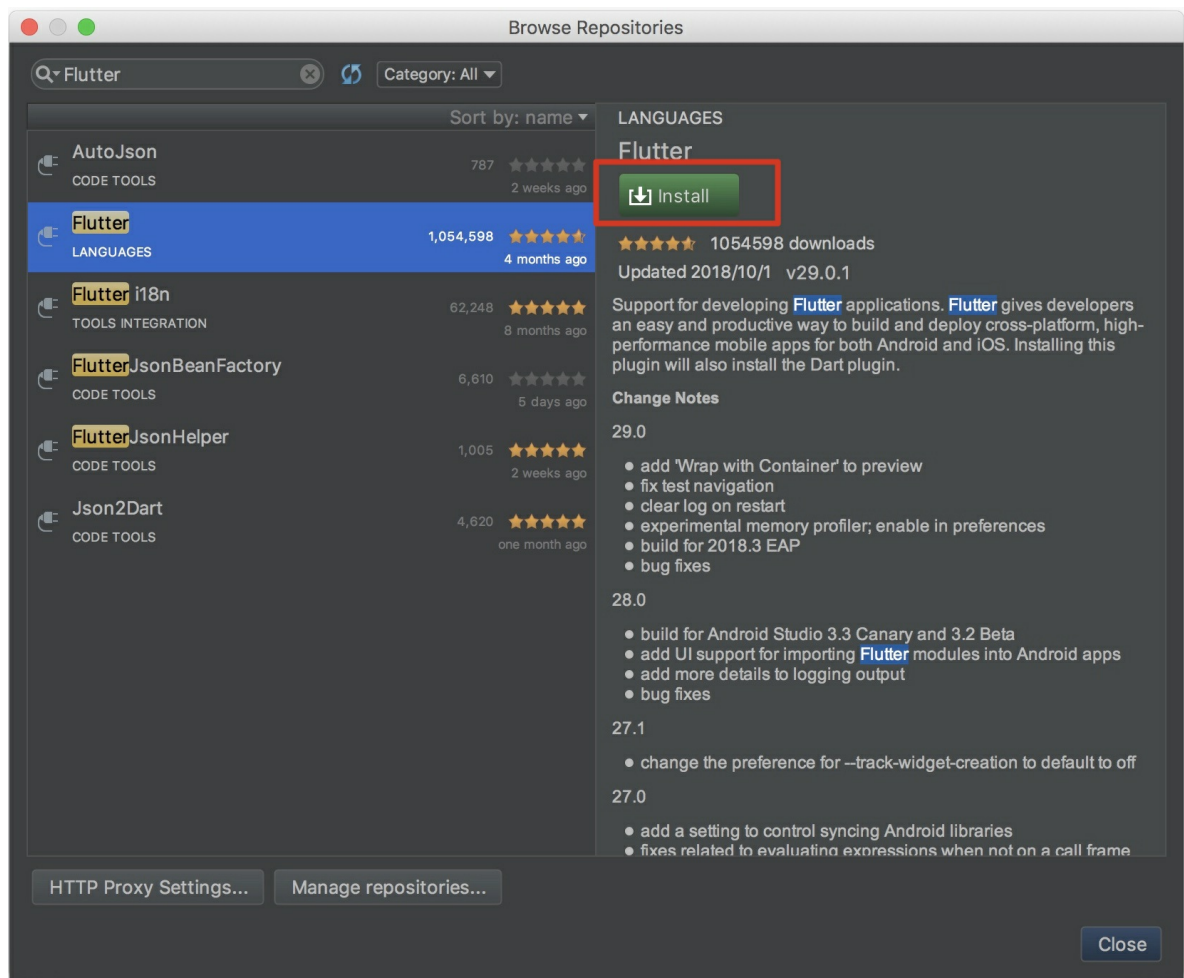 Browse Repositories
Flutter
Category: All
Sort by: name
AutoJson
787
CODE TOOLS
2 weeks ago
Flutter
1,054,598
LANGUAGES
4 months ago
Flutter i18n
62,248
TOOLS INTEGRATION
8 months ago
FlutterJsonBeanFactory
6,610
CODE TOOLS
5 days ago
FlutterJsonHelper
1,005
CODE TOOLS
2 weeks ago
Json2Dart
4,620
CODE TOOLS
one month ago
LANGUAGES
Flutter
Install
1054598 downloads
Updated 2018/10/1 v29.0.1
Support for developing Flutter applications. Flutter gives developers
an easy and productive way to build and deploy cross-platform, high-
performance mobile apps for both Android and iOS. Installing this
plugin will also install the Dart plugin.
Change Notes
29.0
● add 'Wrap with Container' to preview
● fix test navigation
● clear log on restart
● experimental memory profiler; enable in preferences
● build for 2018.3 EAP
● bug fixes
28.0
● build for Android Studio 3.3 Canary and 3.2 Beta
● add UI support for importing Flutter modules into Android apps
● add more details to logging output
● bug fixes
27.1
● change the preference for --track-widget-creation to default to off
27.0
● add a setting to control syncing Android libraries
● fixes related to evaluating expressions when not on a call frame
HTTP Proxy Settings...
Manage repositories...
Close